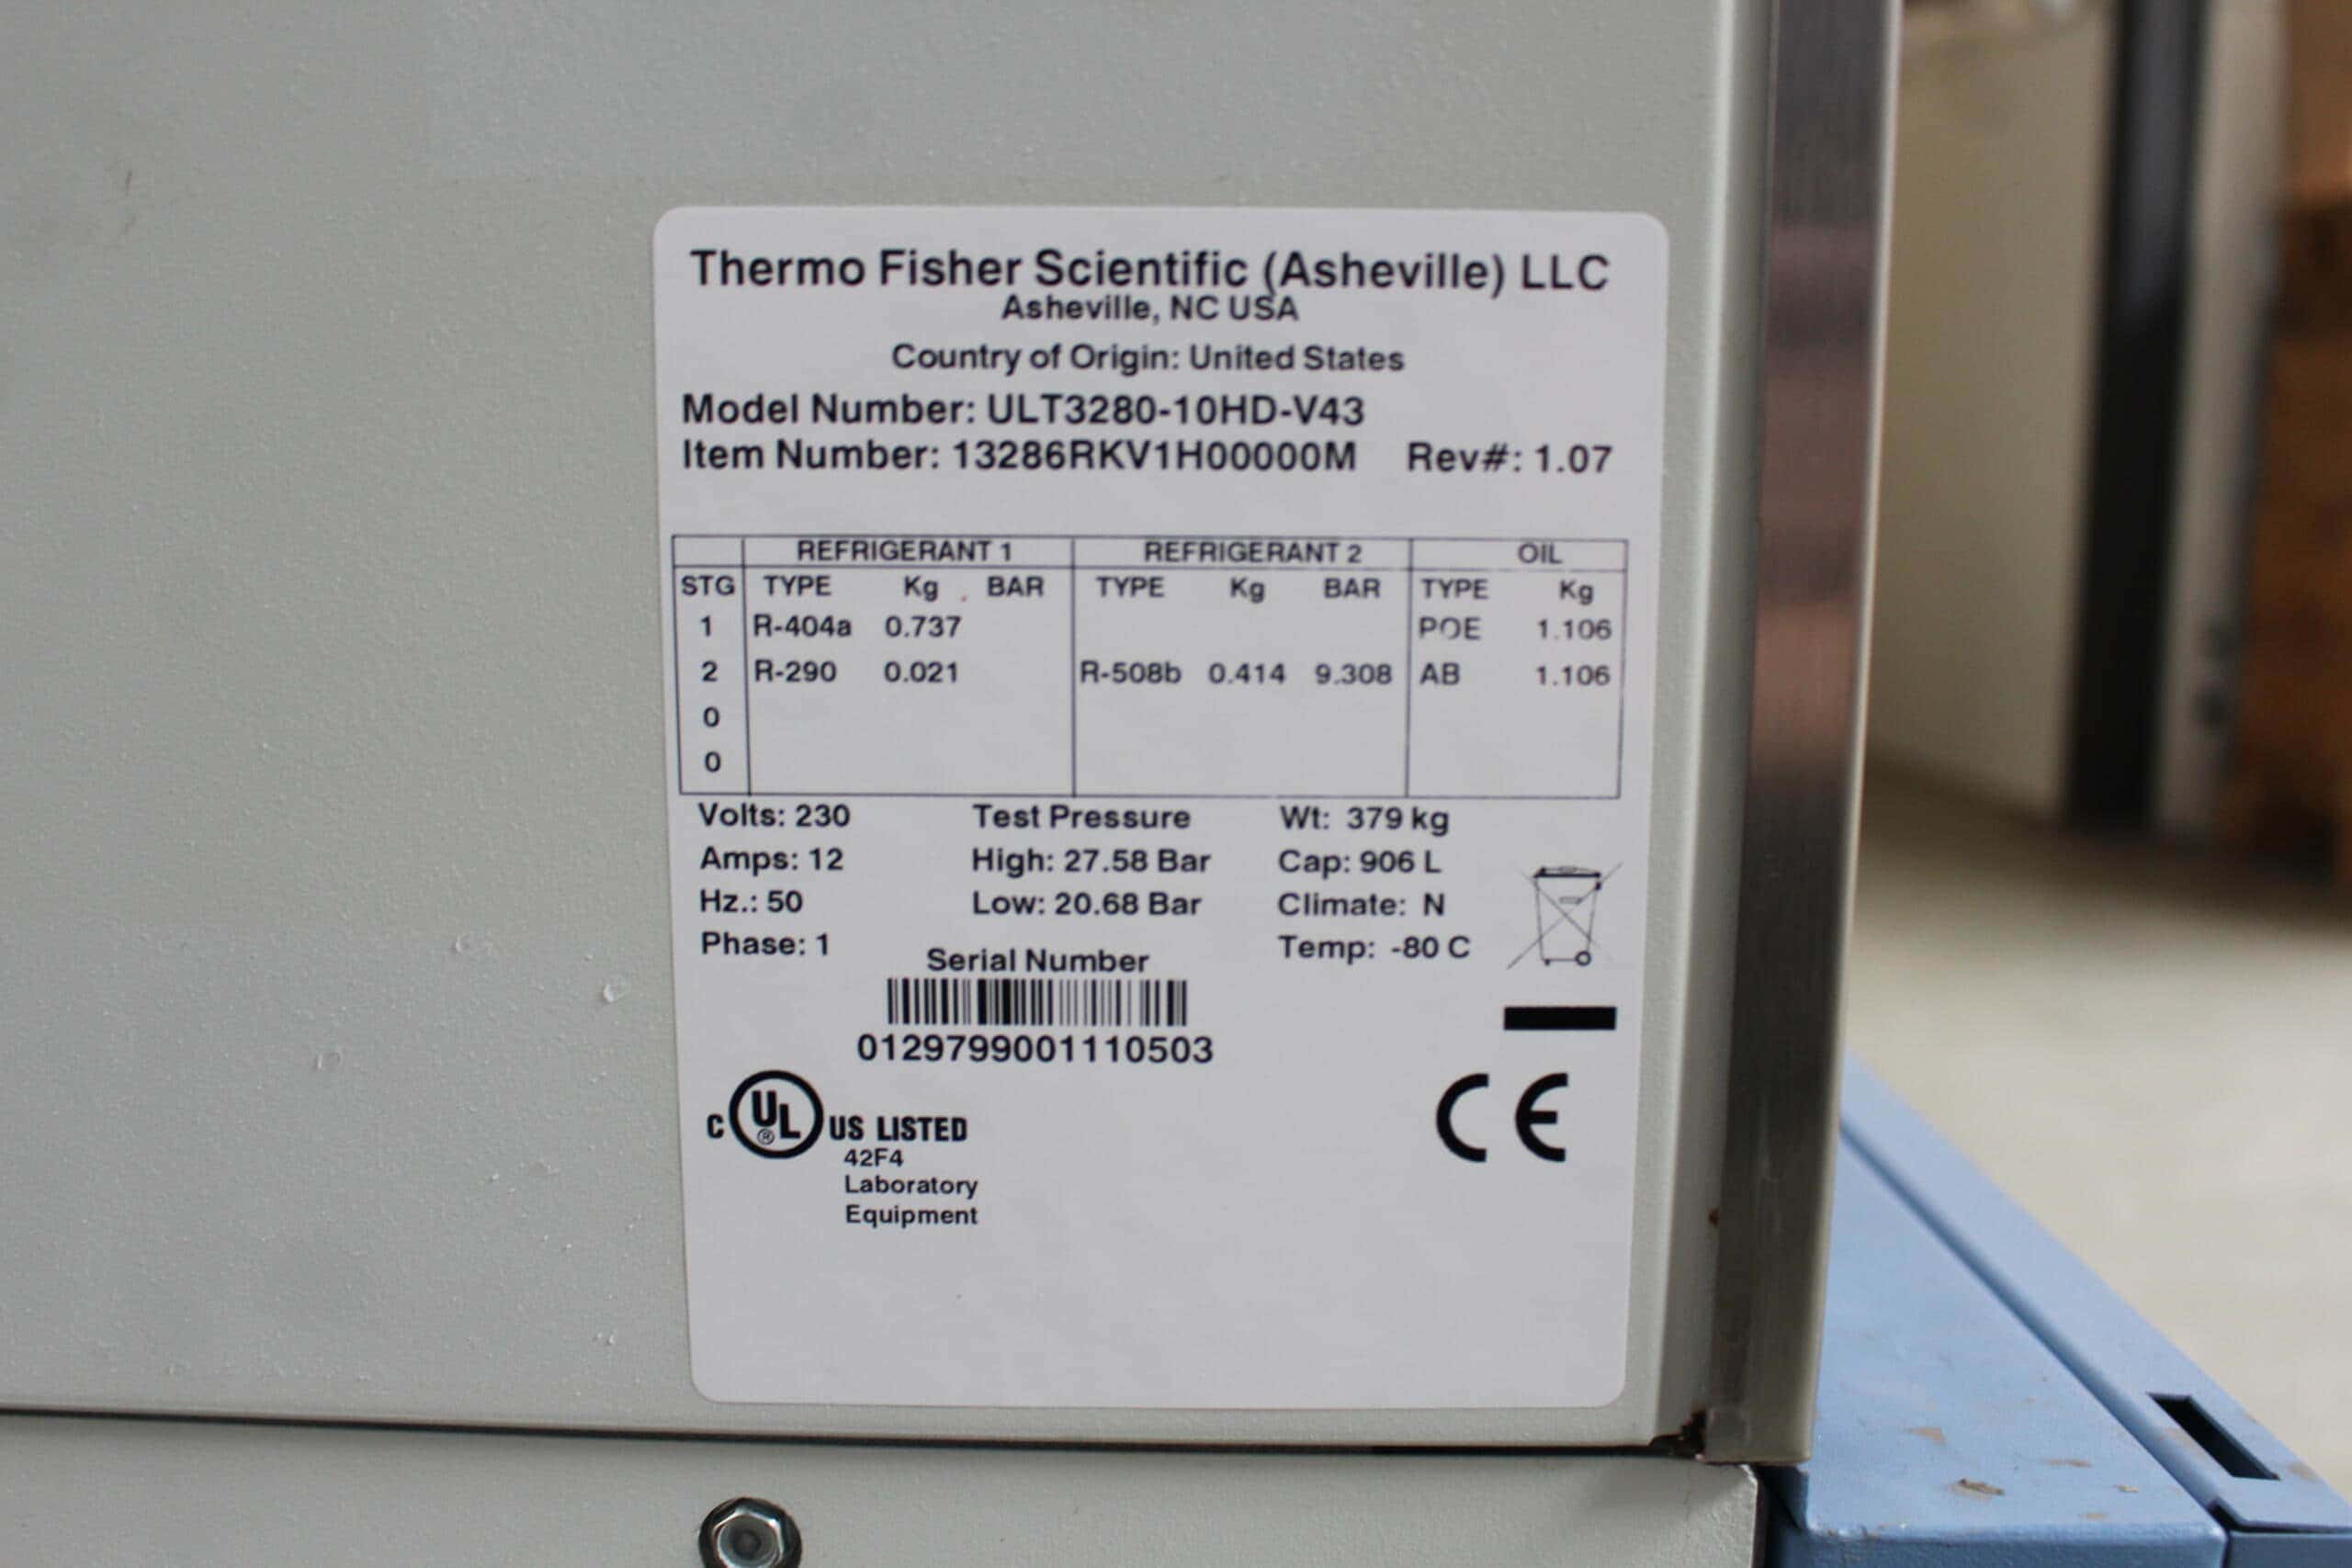 Thermo Fisher Scientific (Asheville) LLC
Asheville, NC USA
Country of Origin: United States
Model Number: ULT3280-10HD-V43
Item Number: 13286RKV1H00000M Rev#: 1.07
REFRIGERANT 1 REFRIGERANT 2 OIL
STG TYPE Kg BAR TYPE Kg BAR TYPE Kg
1 R-404a 0.737 POE 1.106
2 R-290 0.021 R-508b 0.414 9.308 AB 1.106
0
0
Volts: 230 Test Pressure Wt: 379 kg
Amps: 12 High: 27.58 Bar Cap: 906 L
Hz.: 50 Low: 20.68 Bar Climate: N
Phase: 1 Temp: -80 C
Serial Number
0129799001110503
C UL ® US LISTED
CE
42F4
Laboratory
Equipment